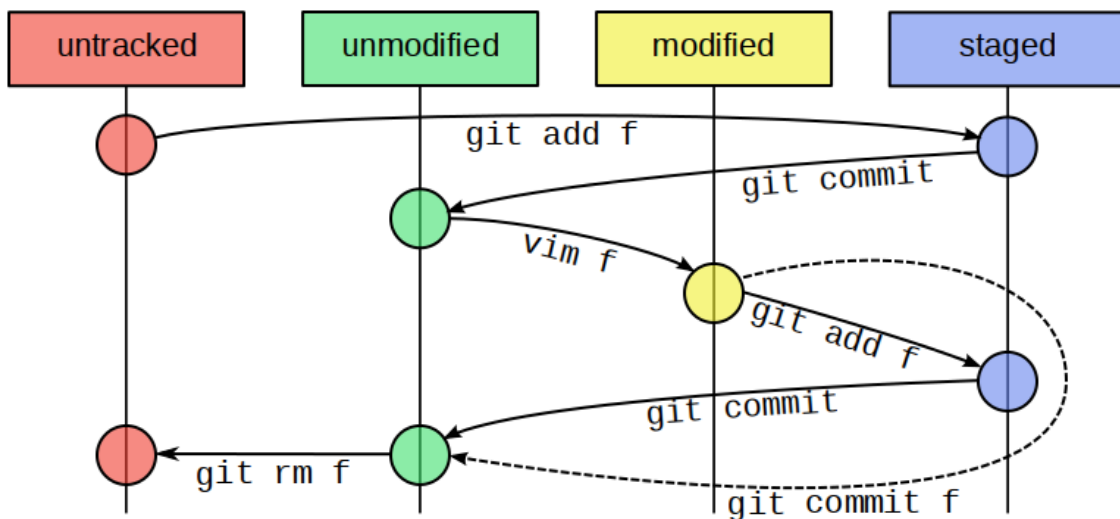 untracked
unmodified
modified
staged
git add f
git commit
vim f
git add f
git commit
git rm f
git commit f